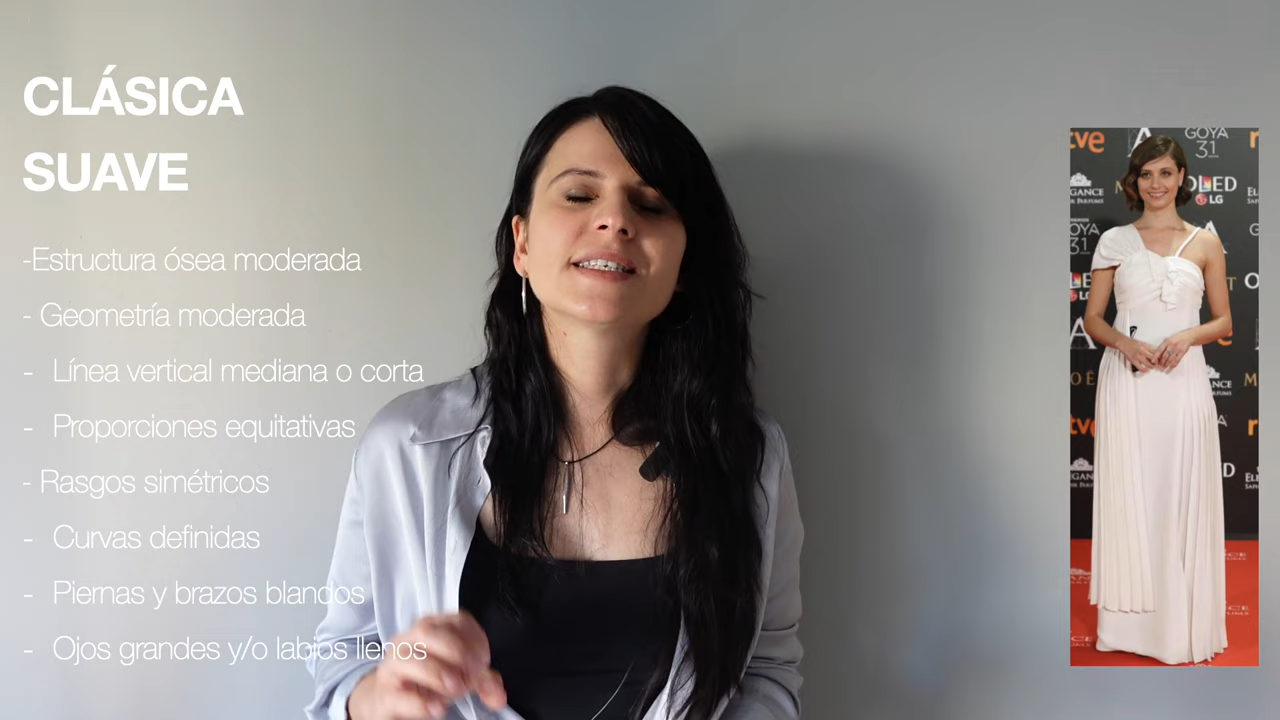 CLÁSICA
SUAVE
-Estructura ósea moderada
- Geometría moderada
- Línea vertical mediana o corta
- Proporciones equitativas
- Rasgos simétricos
- Curvas definidas
- Piernas y brazos blandos
- Ojos grandes y/o labios llenos
tve
GOYA
31
OLED
LG